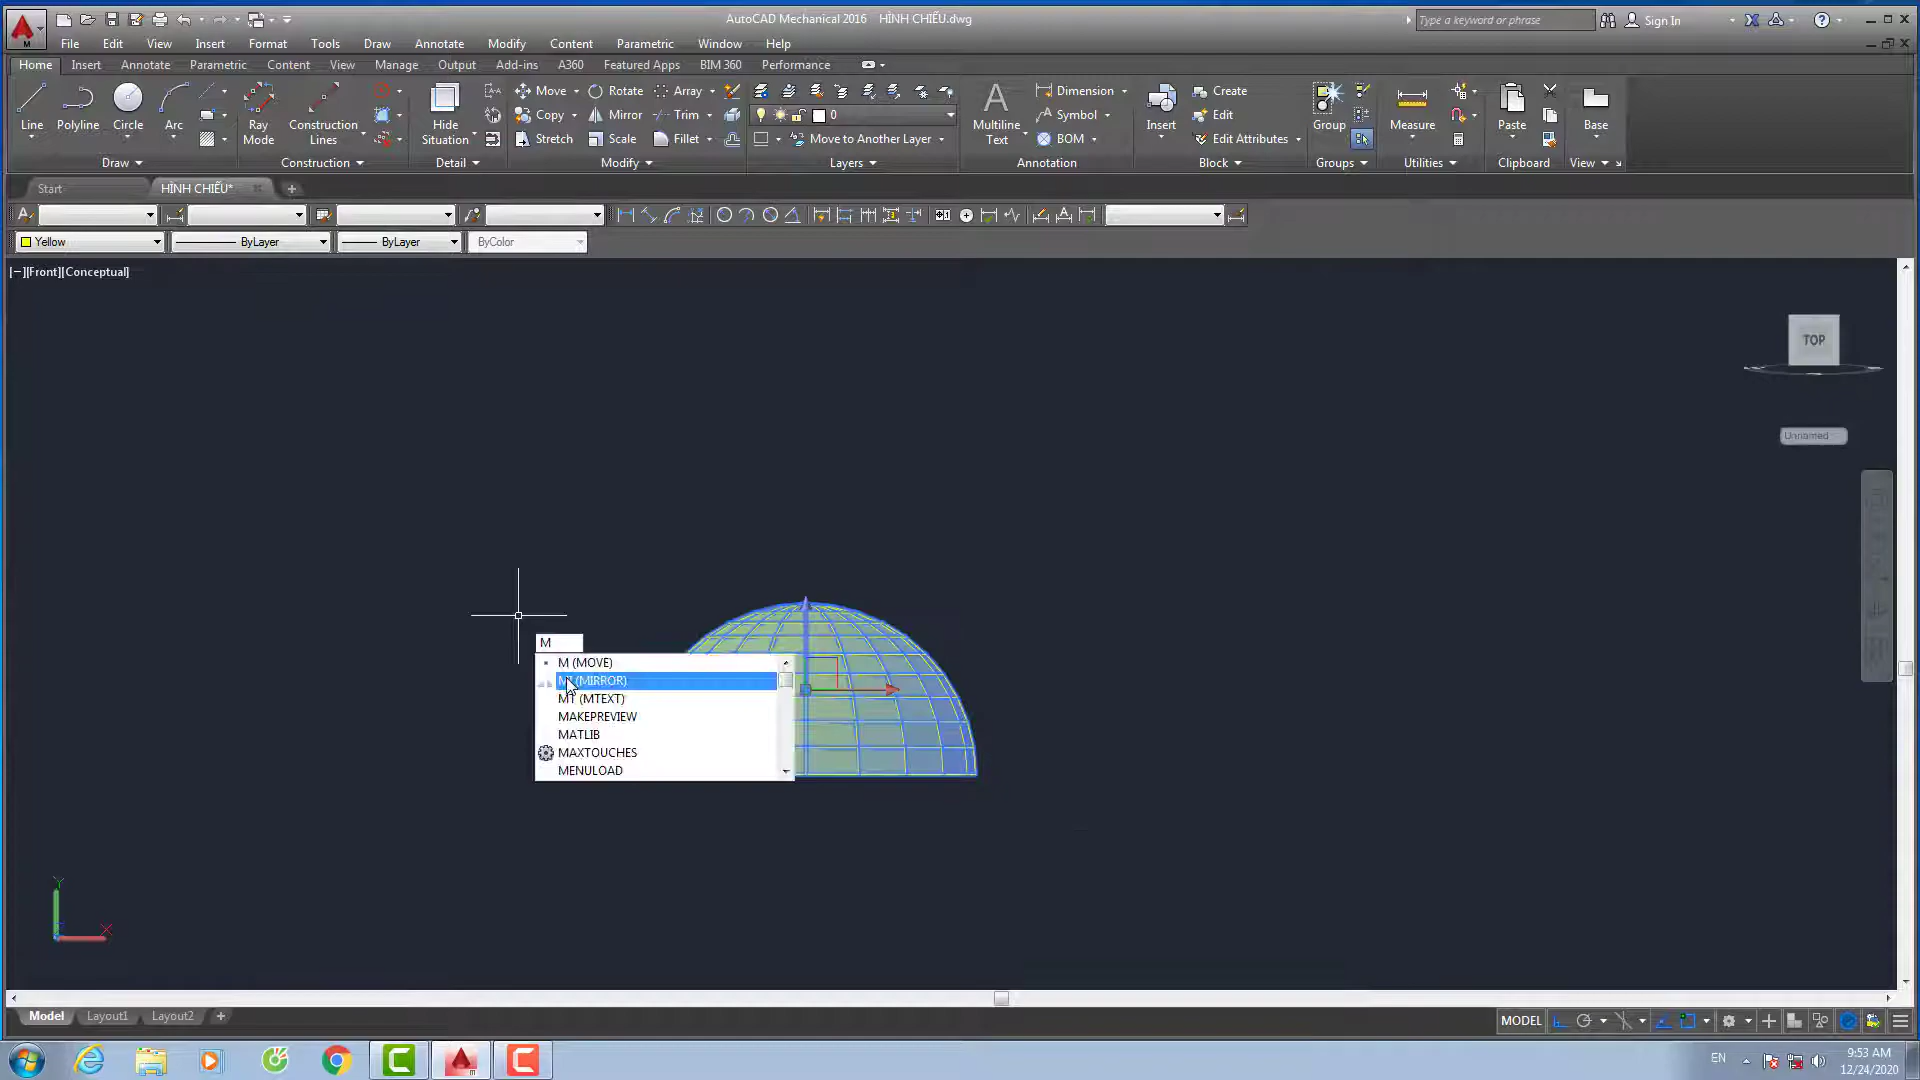 AutoCAD Mechanical 2016 HÌNH CHIẾU.dwg
Type a keyword or phrase
Sign In
M
File Edit View Insert Format Tools Draw Annotate Modify Content Parametric Window Help
Home Insert Annotate Parametric Content View Manage Output Add-ins A360 Featured Apps BIM 360 Performance
Line Polyline Circle Arc
Ray Mode
Construction Lines
Hide Situation
Move Rotate Array
Copy Mirror Trim
Stretch Scale Fillet
0
Move to Another Layer
Multiline Text
Dimension
Symbol
BOM
Insert
Create
Edit
Edit Attributes
Group
Measure
Paste
Base
Draw Construction Detail Modify Layers Annotation Block Groups Utilities Clipboard View
Start HÌNH CHIẾU*
Yellow ByLayer ByLayer ByColor
[−][Front][Conceptual]
TOP
Unnamed
M
M (MOVE)
MI (MIRROR)
MT (MTEXT)
MAKEPREVIEW
MATLIB
MAXTOUCHES
MENULOAD
Y
X
Model Layout1 Layout2
MODEL
EN
9:53 AM
12/24/2020